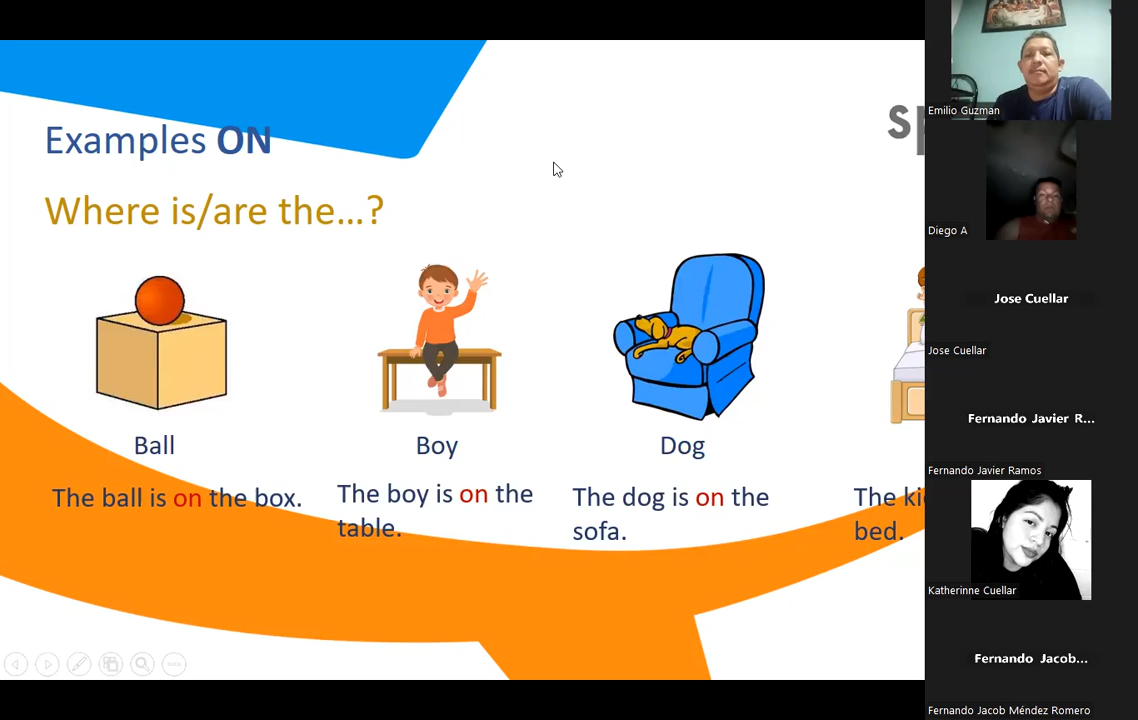 Examples ON
Where is/are the...?
Ball
The ball is on the box.
Boy
The boy is on the
table.
Dog
The dog is on the
sofa.
The
bed.
Emilio Guzman
Diego A
Jose Cuellar
Jose Cuellar
Fernando Javier R...
Fernando Javier Ramos
Katherinne Cuellar
Fernando Jacob...
Fernando Jacob Méndez Romero